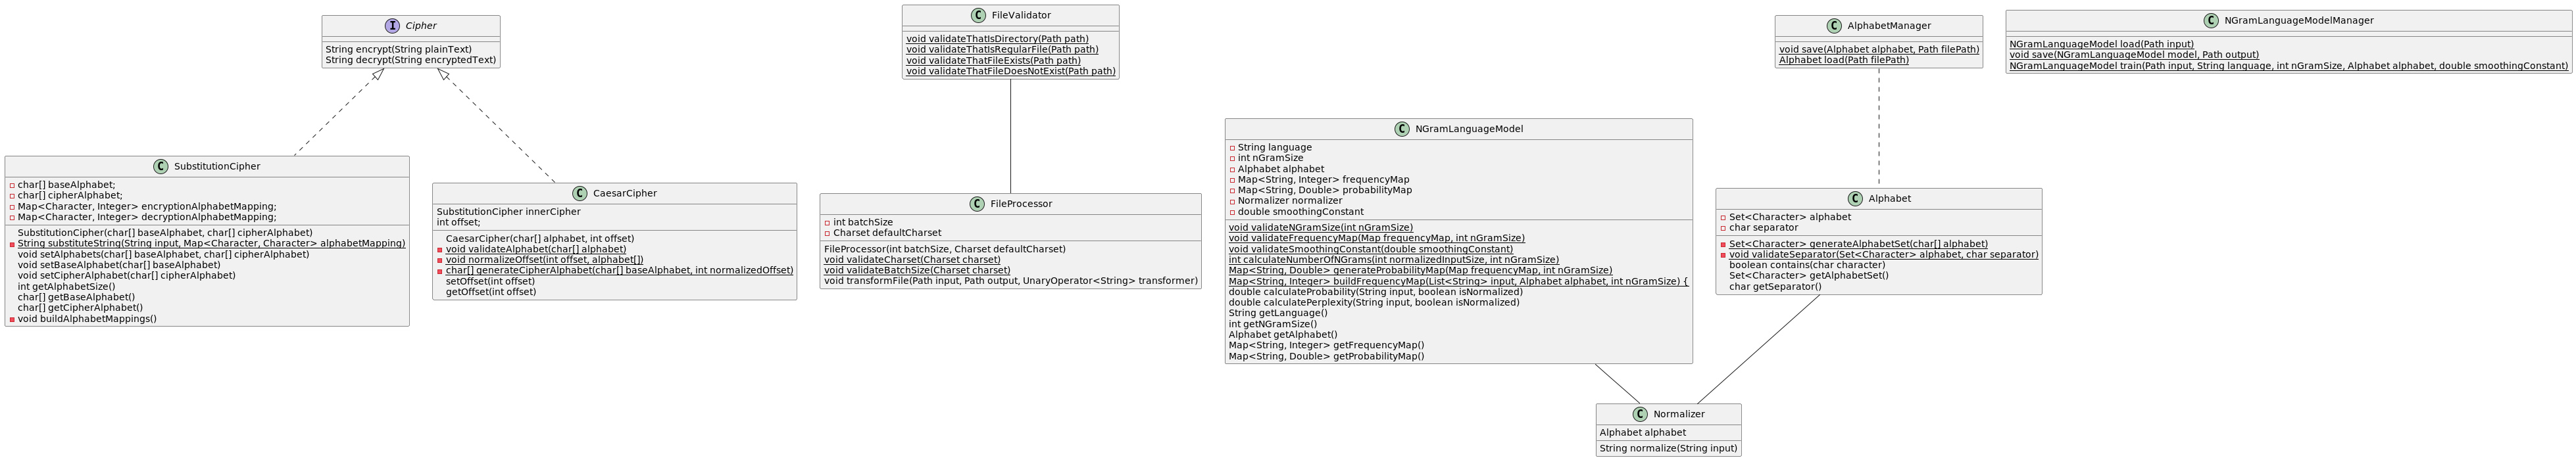 I Cipher
String encrypt(String plainText)
String decrypt(String encryptedText)
C SubstitutionCipher
char[] baseAlphabet;
char[] cipherAlphabet;
Map<Character, Integer> encryptionAlphabetMapping;
Map<Character, Integer> decryptionAlphabetMapping;
SubstitutionCipher(char[] baseAlphabet, char[] cipherAlphabet)
String substituteString(String input, Map<Character, Character> alphabetMapping)
void setAlphabets(char[] baseAlphabet, char[] cipherAlphabet)
void setBaseAlphabet(char[] baseAlphabet)
void setCipherAlphabet(char[] cipherAlphabet)
int getAlphabetSize()
char[] getBaseAlphabet()
char[] getCipherAlphabet()
void buildAlphabetMappings()
C CaesarCipher
SubstitutionCipher innerCipher
int offset;
CaesarCipher(char[] alphabet, int offset)
void validateAlphabet(char[] alphabet)
void normalizeOffset(int offset, alphabet[])
char[] generateCipherAlphabet(char[] baseAlphabet, int normalizedOffset)
setOffset(int offset)
getOffset(int offset)
C FileValidator
void validateThatIsDirectory(Path path)
void validateThatIsRegularFile(Path path)
void validateThatFileExists(Path path)
void validateThatFileDoesNotExist(Path path)
C FileProcessor
int batchSize
Charset defaultCharset
FileProcessor(int batchSize, Charset defaultCharset)
void validateCharset(Charset charset)
void validateBatchSize(Charset charset)
void transformFile(Path input, Path output, UnaryOperator<String> transformer)
C NGramLanguageModel
String language
int nGramSize
Alphabet alphabet
Map<String, Integer> frequencyMap
Map<String, Double> probabilityMap
Normalizer normalizer
double smoothingConstant
void validateNGramSize(int nGramSize)
void validateFrequencyMap(Map frequencyMap, int nGramSize)
void validateSmoothingConstant(double smoothingConstant)
int calculateNumberOfNGrams(int normalizedInputSize, int nGramSize)
Map<String, Double> generateProbabilityMap(Map frequencyMap, int nGramSize)
Map<String, Integer> buildFrequencyMap(List<String> input, Alphabet alphabet, int nGramSize) {
double calculateProbability(String input, boolean isNormalized)
double calculatePerplexity(String input, boolean isNormalized)
String getLanguage()
int getNGramSize()
Alphabet getAlphabet()
Map<String, Integer> getFrequencyMap()
Map<String, Double> getProbabilityMap()
C AlphabetManager
void save(Alphabet alphabet, Path filePath)
Alphabet load(Path filePath)
C Alphabet
Set<Character> alphabet
char separator
Set<Character> generateAlphabetSet(char[] alphabet)
void validateSeparator(Set<Character> alphabet, char separator)
boolean contains(char character)
Set<Character> getAlphabetSet()
char getSeparator()
C Normalizer
Alphabet alphabet
String normalize(String input)
C NGramLanguageModelManager
NGramLanguageModel load(Path input)
void save(NGramLanguageModel model, Path output)
NGramLanguageModel train(Path input, String language, int nGramSize, Alphabet alphabet, double smoothingConstant)